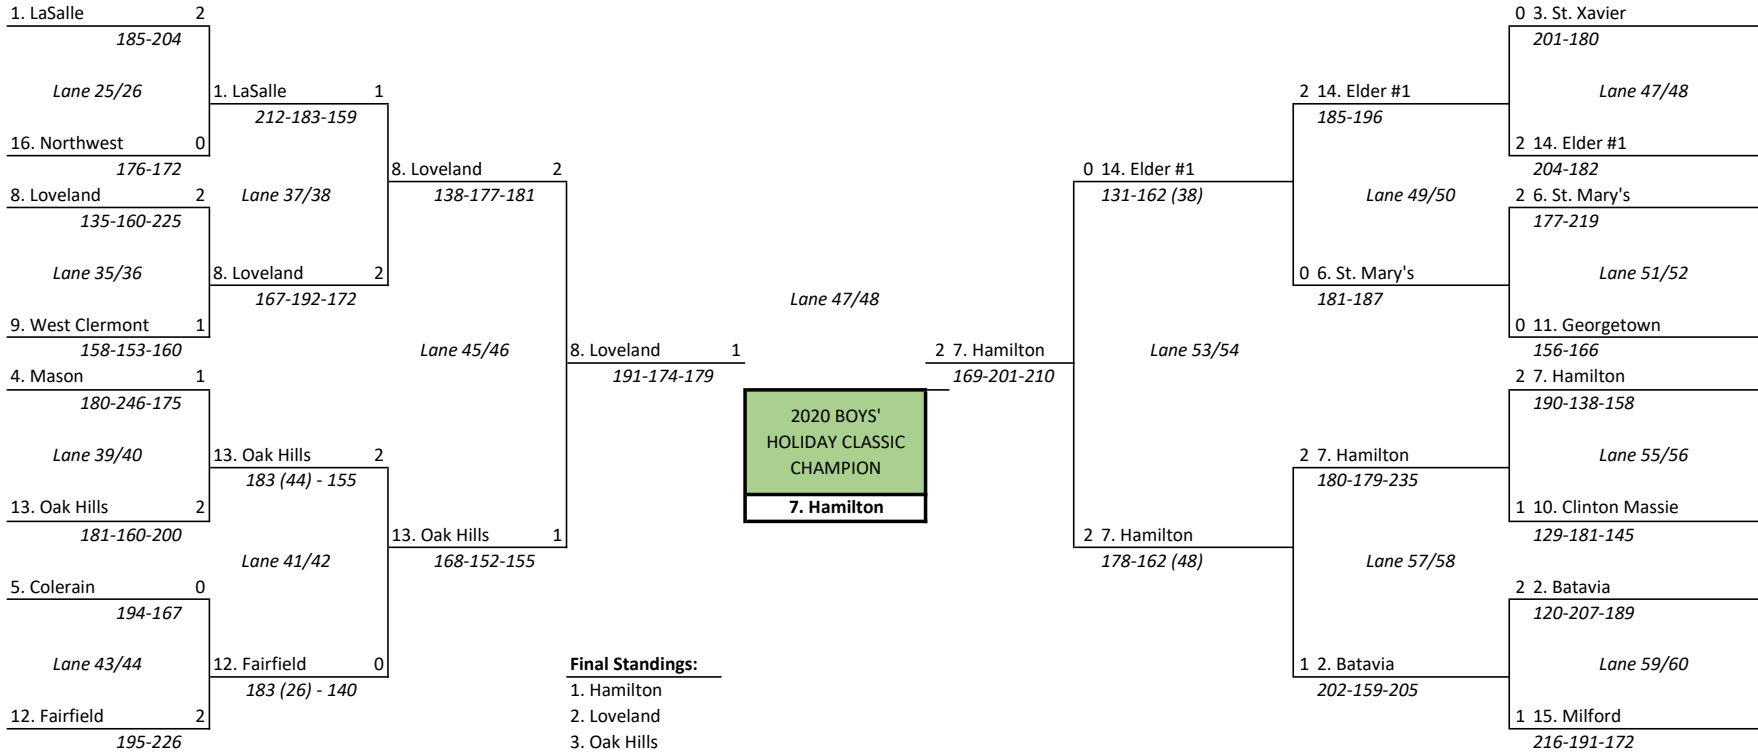 1. LaSalle 2 0 3. St. Xavier
185-204 201-180
Lane 25/26 1. LaSalle 1 2 14. Elder #1 Lane 47/48
212-183-159 185-196
16. Northwest 0 2 14. Elder #1
176-172 8. Loveland 2 0 14. Elder #1 204-182
8. Loveland 2 Lane 37/38 138-177-181 131-162 (38) Lane 49/50 2 6. St. Mary's
135-160-225 177-219
Lane 35/36 8. Loveland 2 0 6. St. Mary's Lane 51/52
167-192-172 Lane 47/48 181-187
9. West Clermont 1 0 11. Georgetown
158-153-160 Lane 45/46 8. Loveland 1 2 7. Hamilton Lane 53/54 156-166
4. Mason 1 191-174-179 169-201-210 2 7. Hamilton
180-246-175 190-138-158
2020 BOYS'
HOLIDAY CLASSIC
CHAMPION
Lane 39/40 13. Oak Hills 2 2 7. Hamilton Lane 55/56
183 (44) - 155 180-179-235
13. Oak Hills 2 7. Hamilton 1 10. Clinton Massie
181-160-200 13. Oak Hills 1 2 7. Hamilton 129-181-145
Lane 41/42 168-152-155 178-162 (48) Lane 57/58
5. Colerain 0 2 2. Batavia
194-167 120-207-189
Lane 43/44 12. Fairfield 0 Final Standings: 1 2. Batavia Lane 59/60
183 (26) - 140 1. Hamilton 202-159-205
12. Fairfield 2 2. Loveland 1 15. Milford
195-226 3. Oak Hills 216-191-172